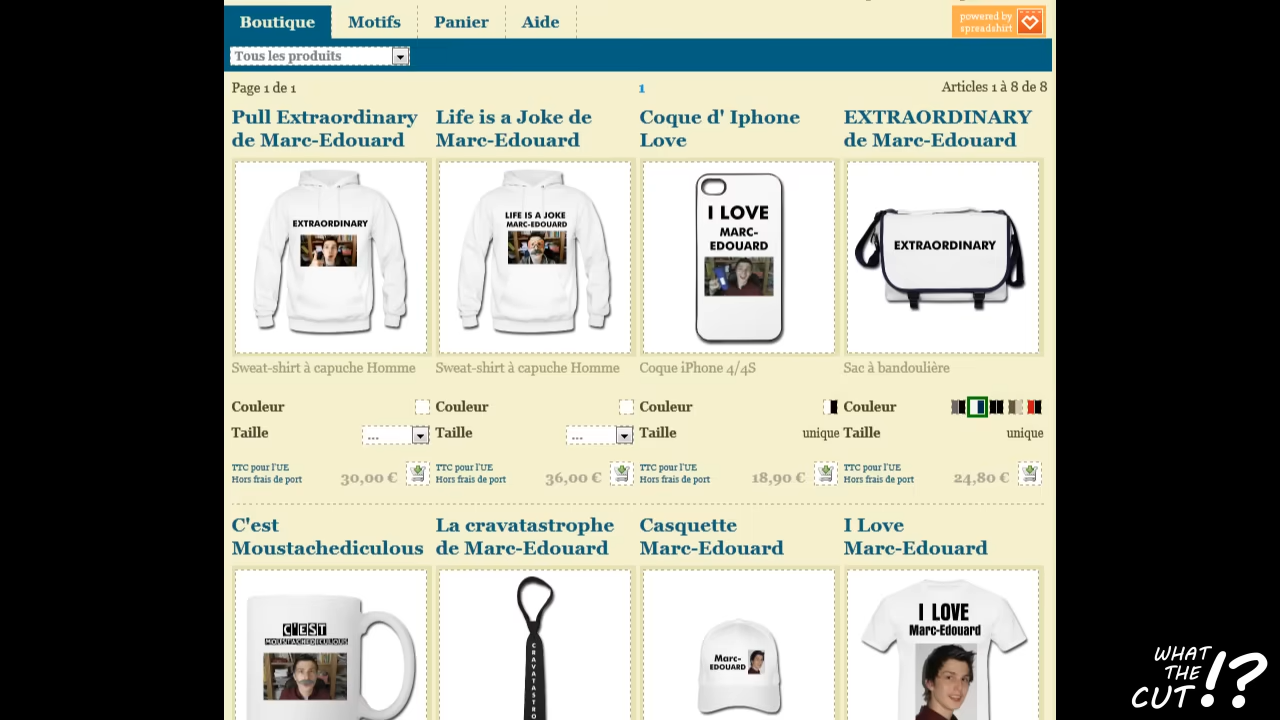 Boutique Motifs Panier Aide
powered by
spreadshirt
Tous les produits
Page 1 de 1 1 Articles 1 à 8 de 8
Pull Extraordinary
de Marc-Edouard
Life is a Joke de
Marc-Edouard
Coque d' Iphone
Love
EXTRAORDINARY
de Marc-Edouard
EXTRAORDINARY
LIFE IS A JOKE
MARC-EDOUARD
I LOVE
MARC-
EDOUARD
EXTRAORDINARY
Sweat-shirt à capuche Homme
Sweat-shirt à capuche Homme
Coque iPhone 4/4S
Sac à bandoulière
Couleur Couleur Couleur Couleur
Taille ... Taille ... Taille unique Taille unique
TTC pour l'UE
Hors frais de port
30,00 €
TTC pour l'UE
Hors frais de port
36,00 €
TTC pour l'UE
Hors frais de port
18,90 €
TTC pour l'UE
Hors frais de port
24,80 €
C'est
Moustachediculous
La cravatastrophe
de Marc-Edouard
Casquette
Marc-Edouard
I Love
Marc-Edouard
C'EST
MOUSTACHEDICULOUS
CRAVATASTRO
Marc-
EDOUARD
I LOVE
Marc-Edouard
WHAT
THE
CUT !?